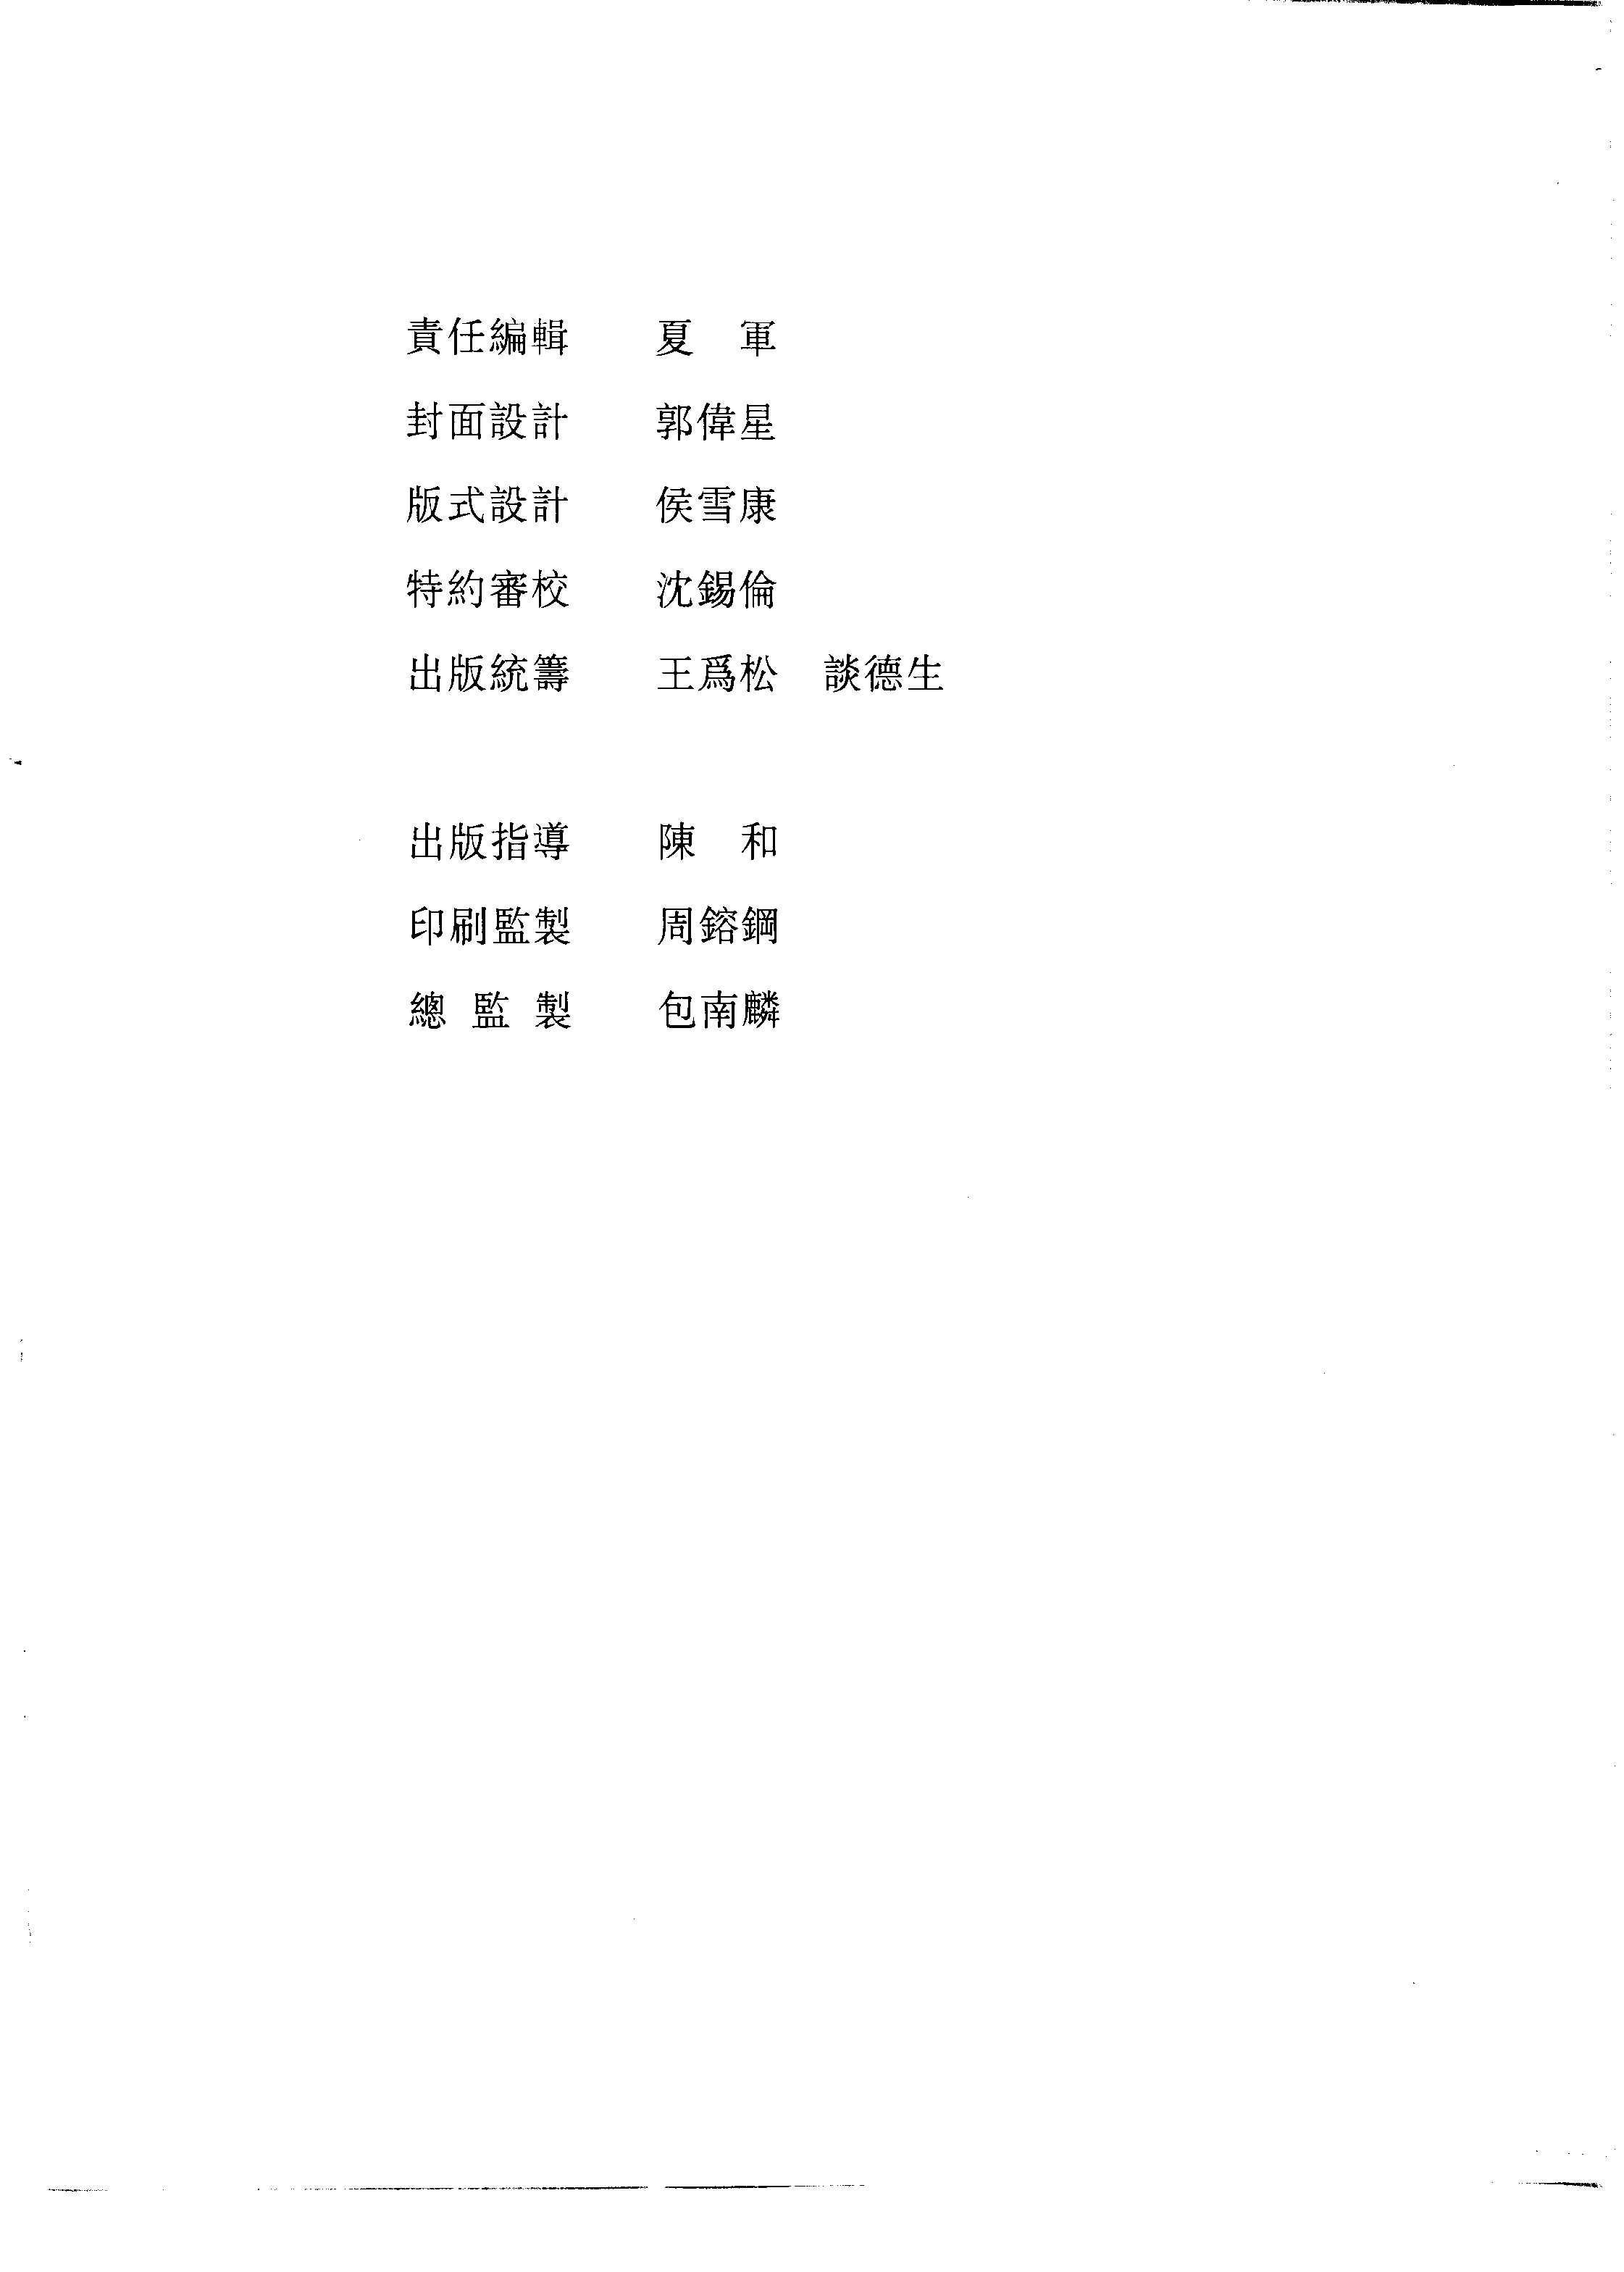 責任編輯　　夏　軍
封面設計　　郭偉星
版式設計　　侯雪康
特約審校　　沈錫倫
出版統籌　　王爲松　談德生
出版指導　　陳　和
印刷監製　　周鎔鋼
總 監 製　　包南麟